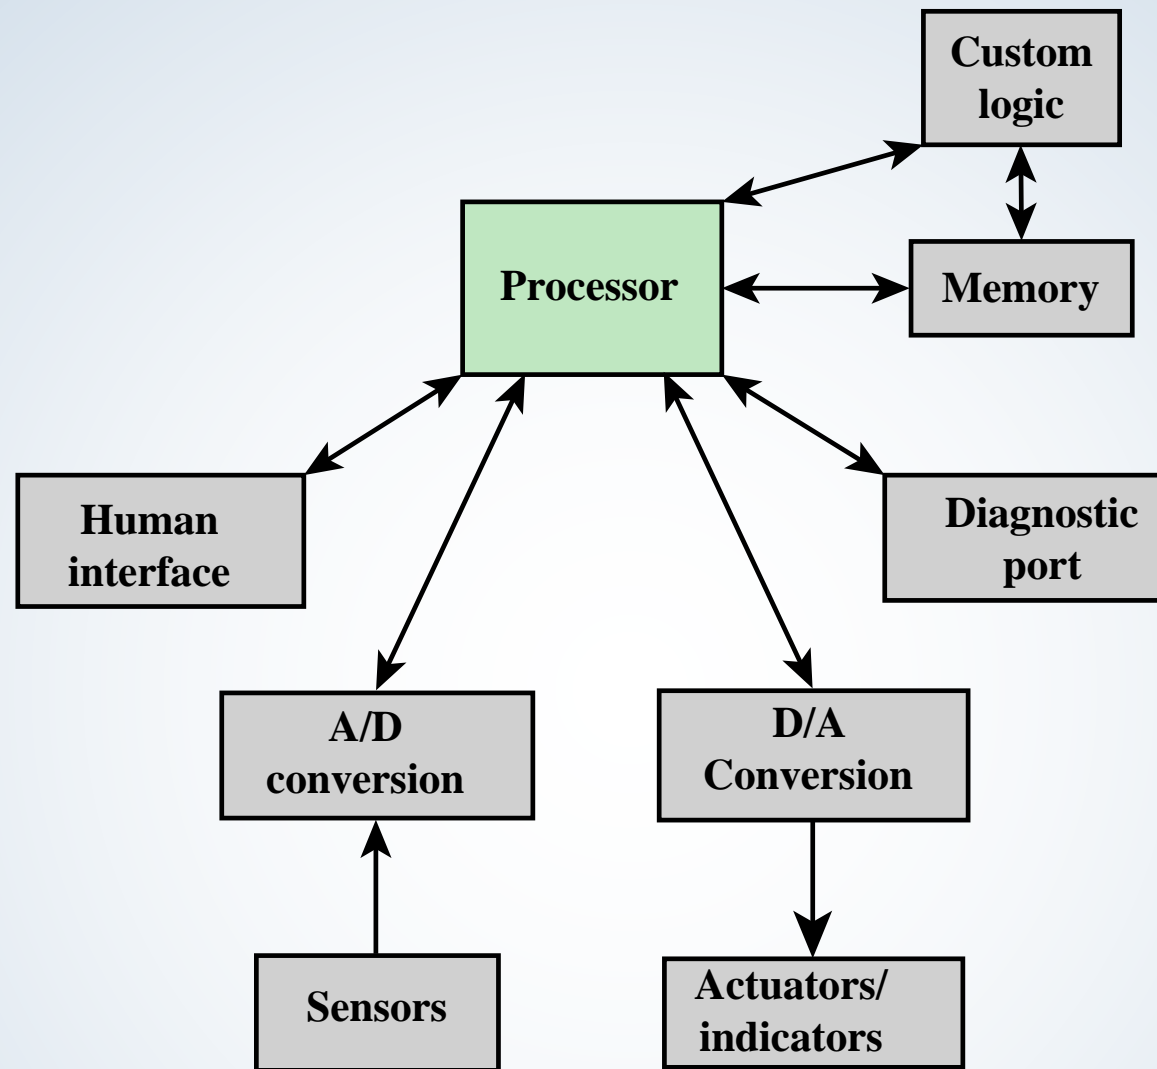 Custom
logic
Processor
Memory
Human
interface
Diagnostic
port
A/D
conversion
D/A
Conversion
Sensors
Actuators/
indicators